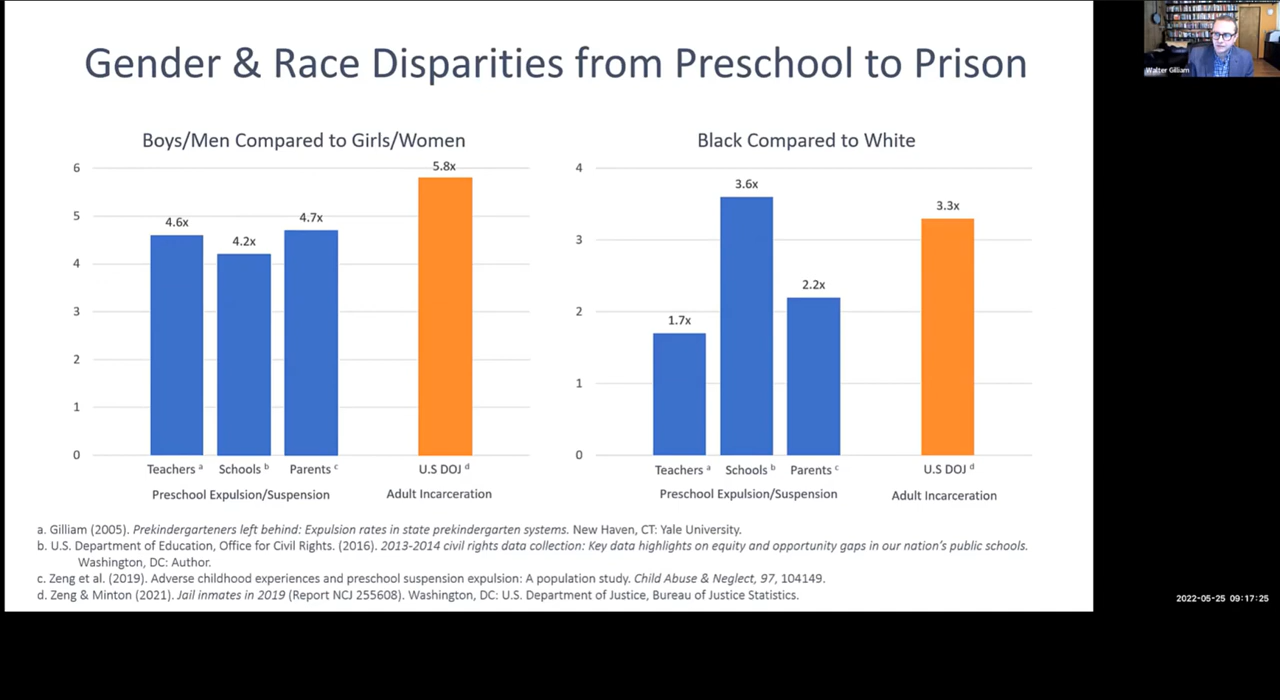 Gender & Race Disparities from Preschool to Prison
Walter Gilliam
Boys/Men Compared to Girls/Women
6
5
4
3
2
1
0
4.6x
4.2x
4.7x
5.8x
Teachers a
Schools b
Parents c
U.S DOJ d
Preschool Expulsion/Suspension
Adult Incarceration
Black Compared to White
4
3
2
1
0
1.7x
3.6x
2.2x
3.3x
Teachers a
Schools b
Parents c
U.S DOJ d
Preschool Expulsion/Suspension
Adult Incarceration
a. Gilliam (2005). Prekindergarteners left behind: Expulsion rates in state prekindergarten systems. New Haven, CT: Yale University.
b. U.S. Department of Education, Office for Civil Rights. (2016). 2013-2014 civil rights data collection: Key data highlights on equity and opportunity gaps in our nation's public schools.
Washington, DC: Author.
c. Zeng et al. (2019). Adverse childhood experiences and preschool suspension expulsion: A population study. Child Abuse & Neglect, 97, 104149.
d. Zeng & Minton (2021). Jail inmates in 2019 (Report NCJ 255608). Washington, DC: U.S. Department of Justice, Bureau of Justice Statistics.
2022-05-25 09:17:25